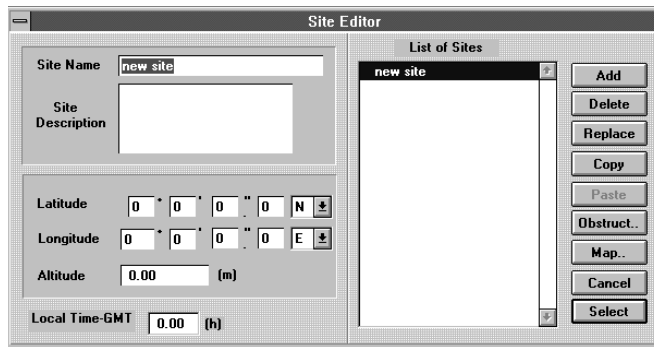 Site Editor
Site Name new site
Site
Description
Latitude 0 ° 0 ' 0 " . 0 N
Longitude 0 ° 0 ' 0 " . 0 E
Altitude 0.00 (m)
Local Time-GMT 0.00 (h)
List of Sites
new site
Add
Delete
Replace
Copy
Paste
Obstruct..
Map..
Cancel
Select